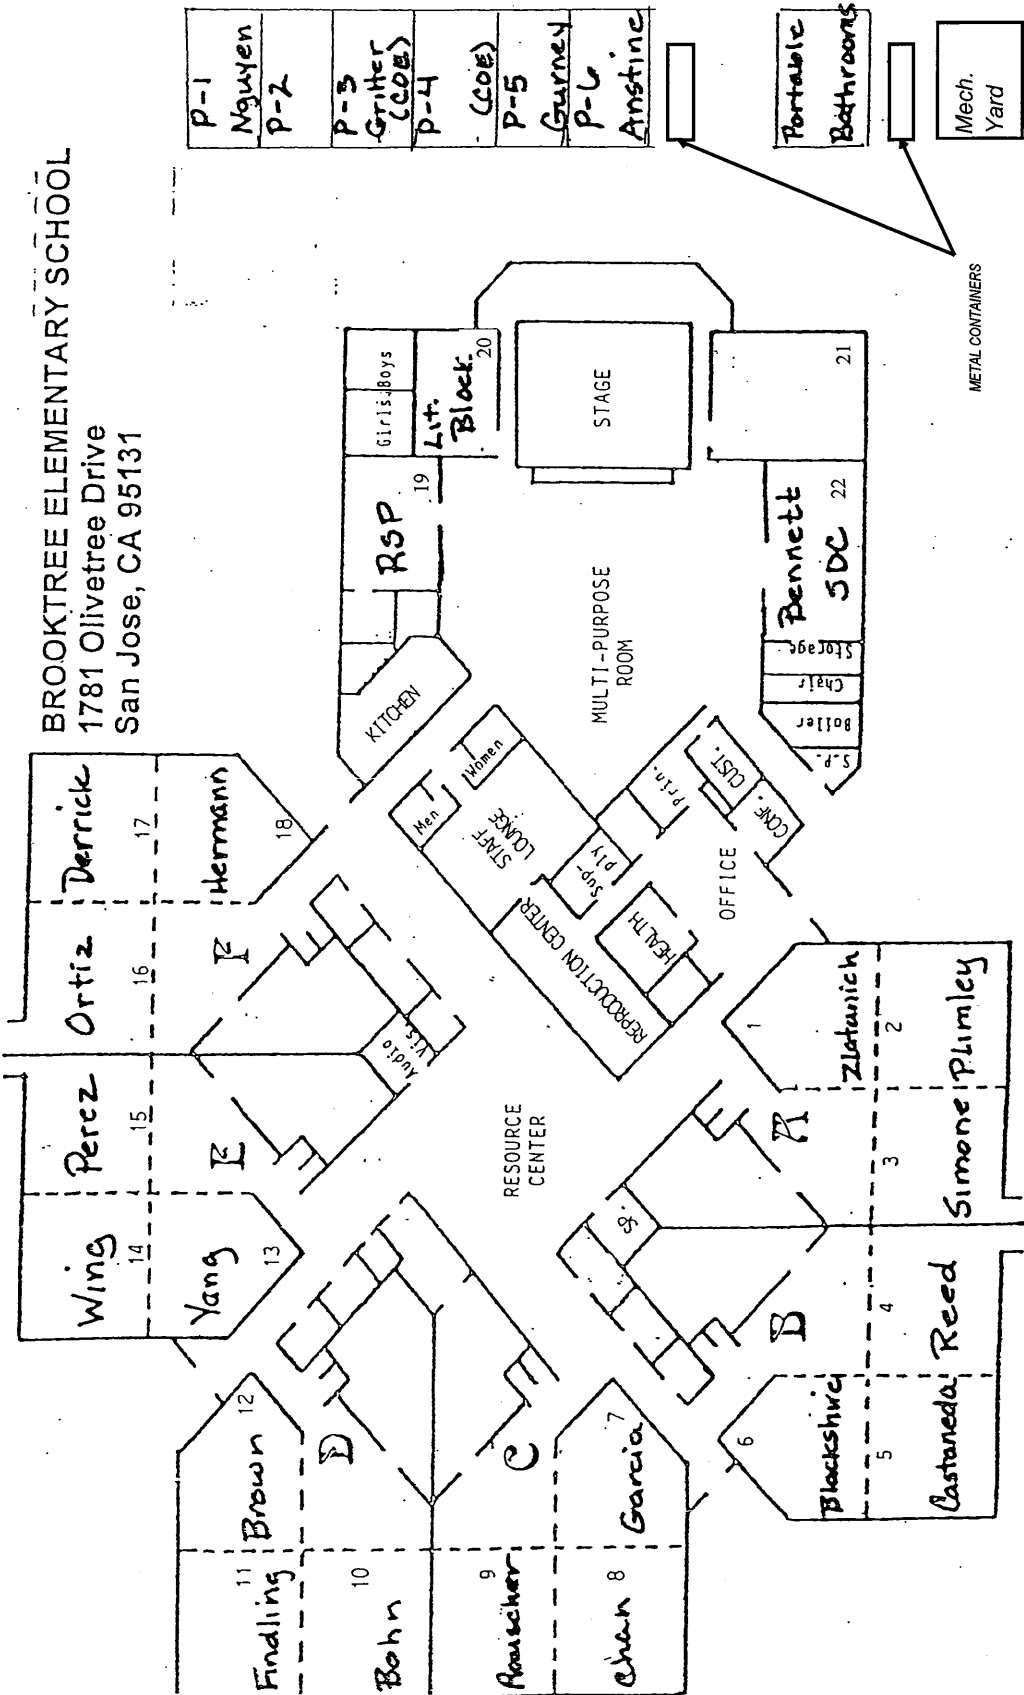 BROOKTREE ELEMENTARY SCHOOL
1781 Olivetree Drive
San Jose, CA 95131
P-1
Nguyen
P-2
P-3
Gritter
(COE)
P-4
(COE)
P-5
Gurney
P-6
Anstine
Portable
Bathrooms
Mech.
Yard
METAL CONTAINERS
Derrick
17
Hermann
18
Ortiz
16
F
Perez
15
E
Wing
14
Yang
13
Audio
Vis.
12
Brown
D
11
Findling
10
Bohn
9
Rauscher
C
7
Garcia
8
Chan
6
Blackshire
5
Castaneda
B
4
Reed
A
3
Simone
1
Zlatunich
2
Plimley
Sp.
RESOURCE
CENTER
REPRODUCTION CENTER
HEALTH
OFFICE
Sup-
ply
STAFF
LOUNGE
Men
Women
Prin.
CUST.
CONF.
KITCHEN
RSP
19
Girls
Boys
Lit.
Block
20
MULTI-PURPOSE
ROOM
STAGE
21
Bennett
SDC
22
Storage
Chair
Boiler
S.P.